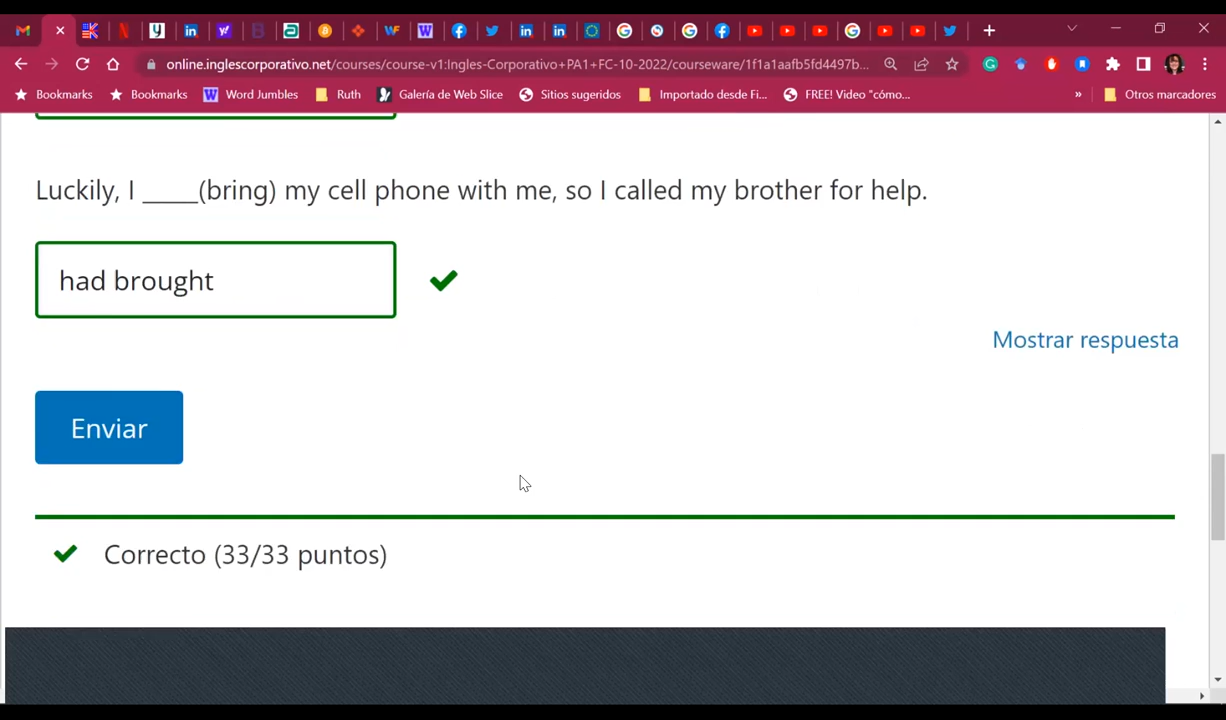 online.inglescorporativo.net/courses/course-v1:Ingles-Corporativo+PA1+FC-10-2022/courseware/1f1a1aafb5fd4497b...
Bookmarks Bookmarks Word Jumbles Ruth Galería de Web Slice Sitios sugeridos Importado desde Fi... FREE! Video "cómo... » Otros marcadores
Luckily, I _____(bring) my cell phone with me, so I called my brother for help.
had brought
Mostrar respuesta
Enviar
Correcto (33/33 puntos)